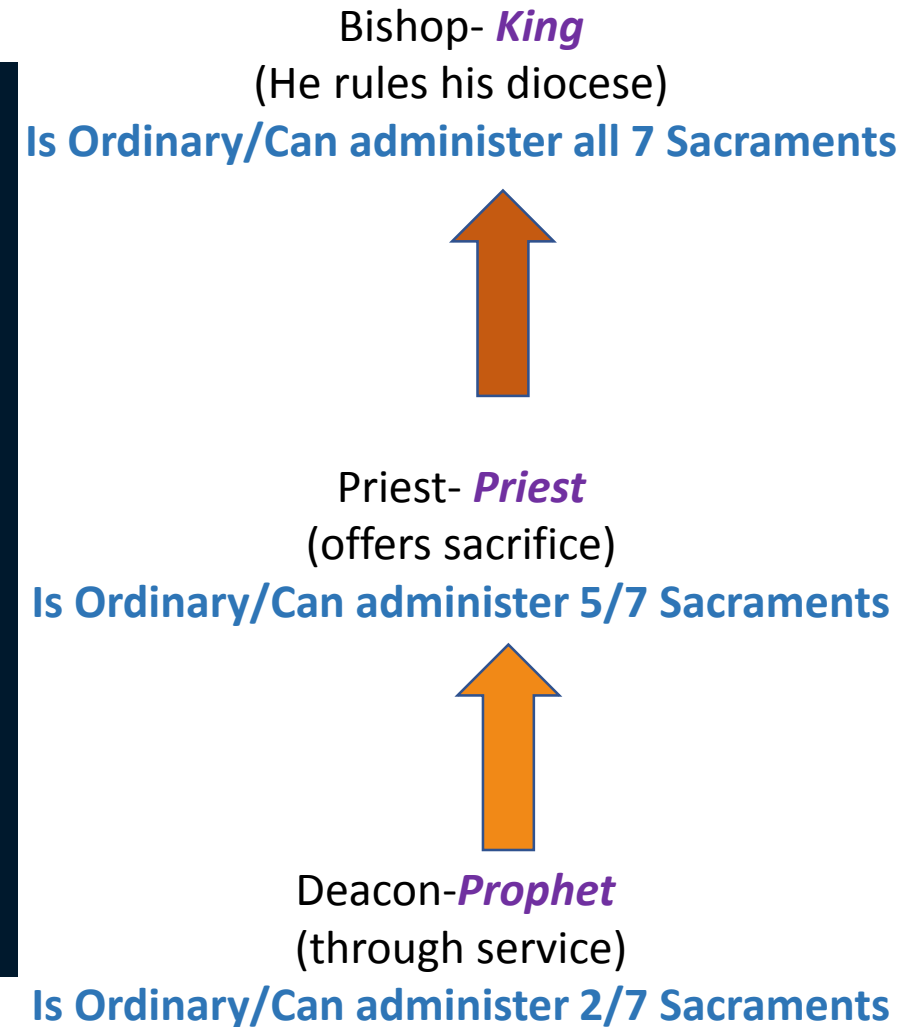 Bishop- King
(He rules his diocese)
Is Ordinary/Can administer all 7 Sacraments
Priest- Priest
(offers sacrifice)
Is Ordinary/Can administer 5/7 Sacraments
Deacon-Prophet
(through service)
Is Ordinary/Can administer 2/7 Sacraments